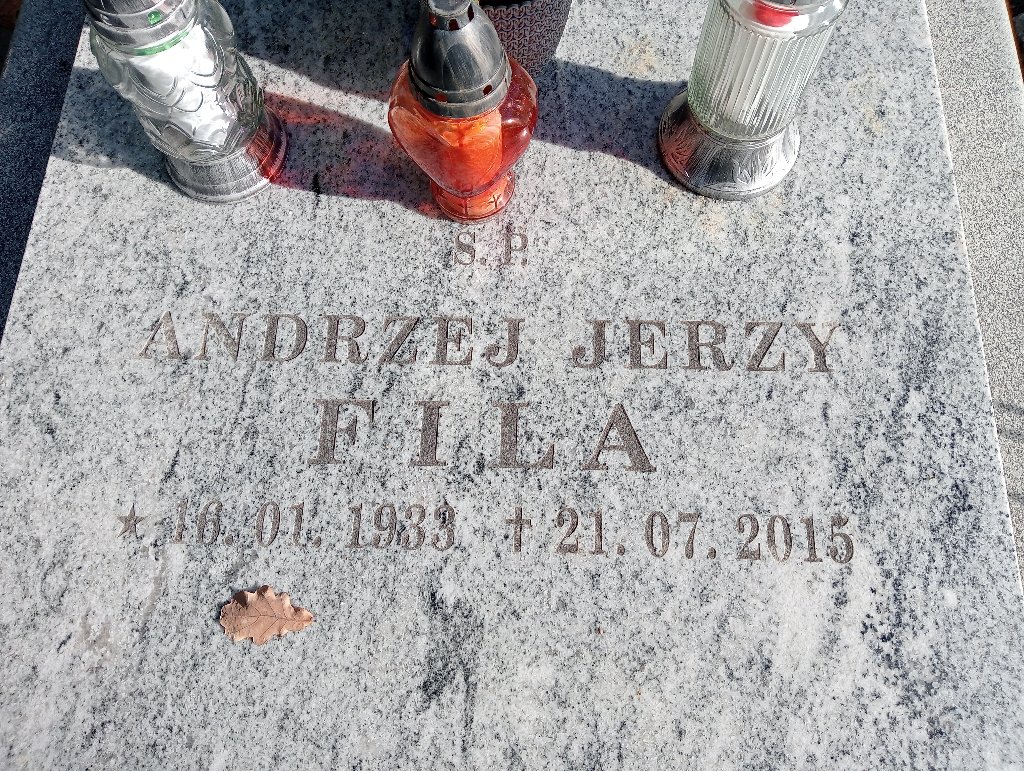 Ś. P.
ANDRZEJ JERZY
FILA
★ 16. 01. 1933 ✝ 21. 07. 2015